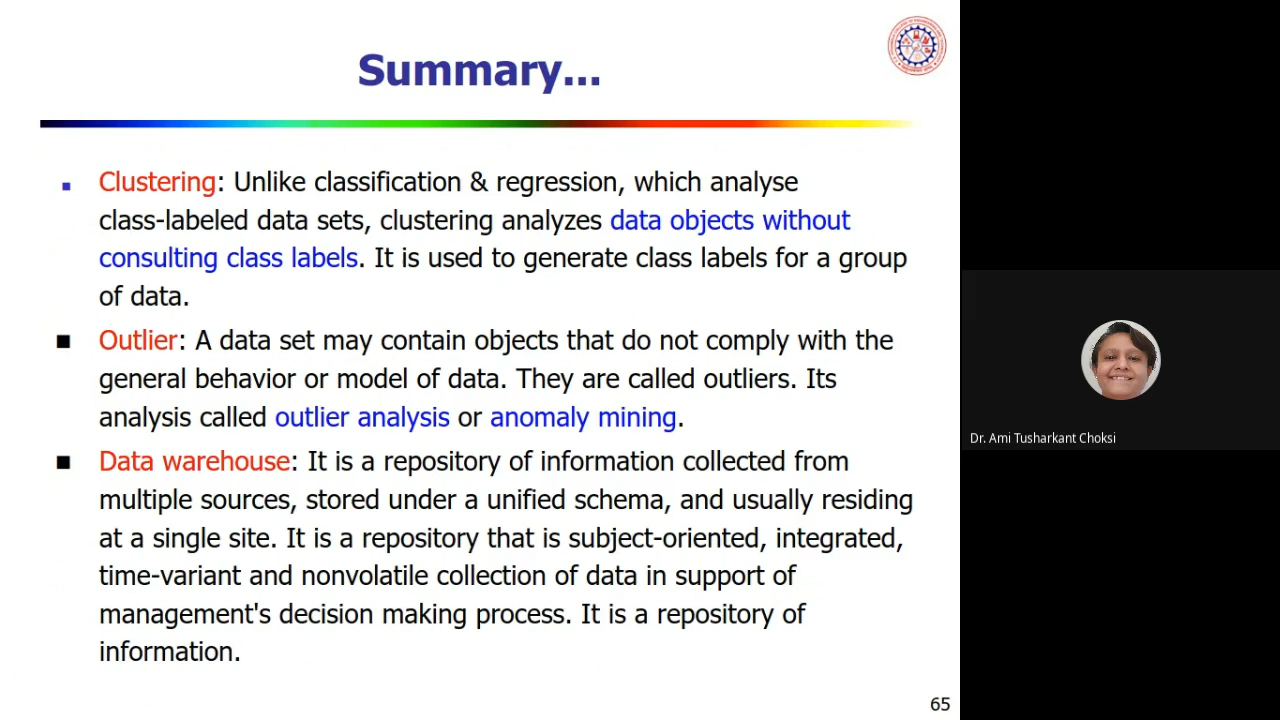 Summary...
Clustering: Unlike classification & regression, which analyse
class-labeled data sets, clustering analyzes data objects without
consulting class labels. It is used to generate class labels for a group
of data.
Outlier: A data set may contain objects that do not comply with the
general behavior or model of data. They are called outliers. Its
analysis called outlier analysis or anomaly mining.
Data warehouse: It is a repository of information collected from
multiple sources, stored under a unified schema, and usually residing
at a single site. It is a repository that is subject-oriented, integrated,
time-variant and nonvolatile collection of data in support of
management's decision making process. It is a repository of
information.
65
Dr. Ami Tusharkant Choksi